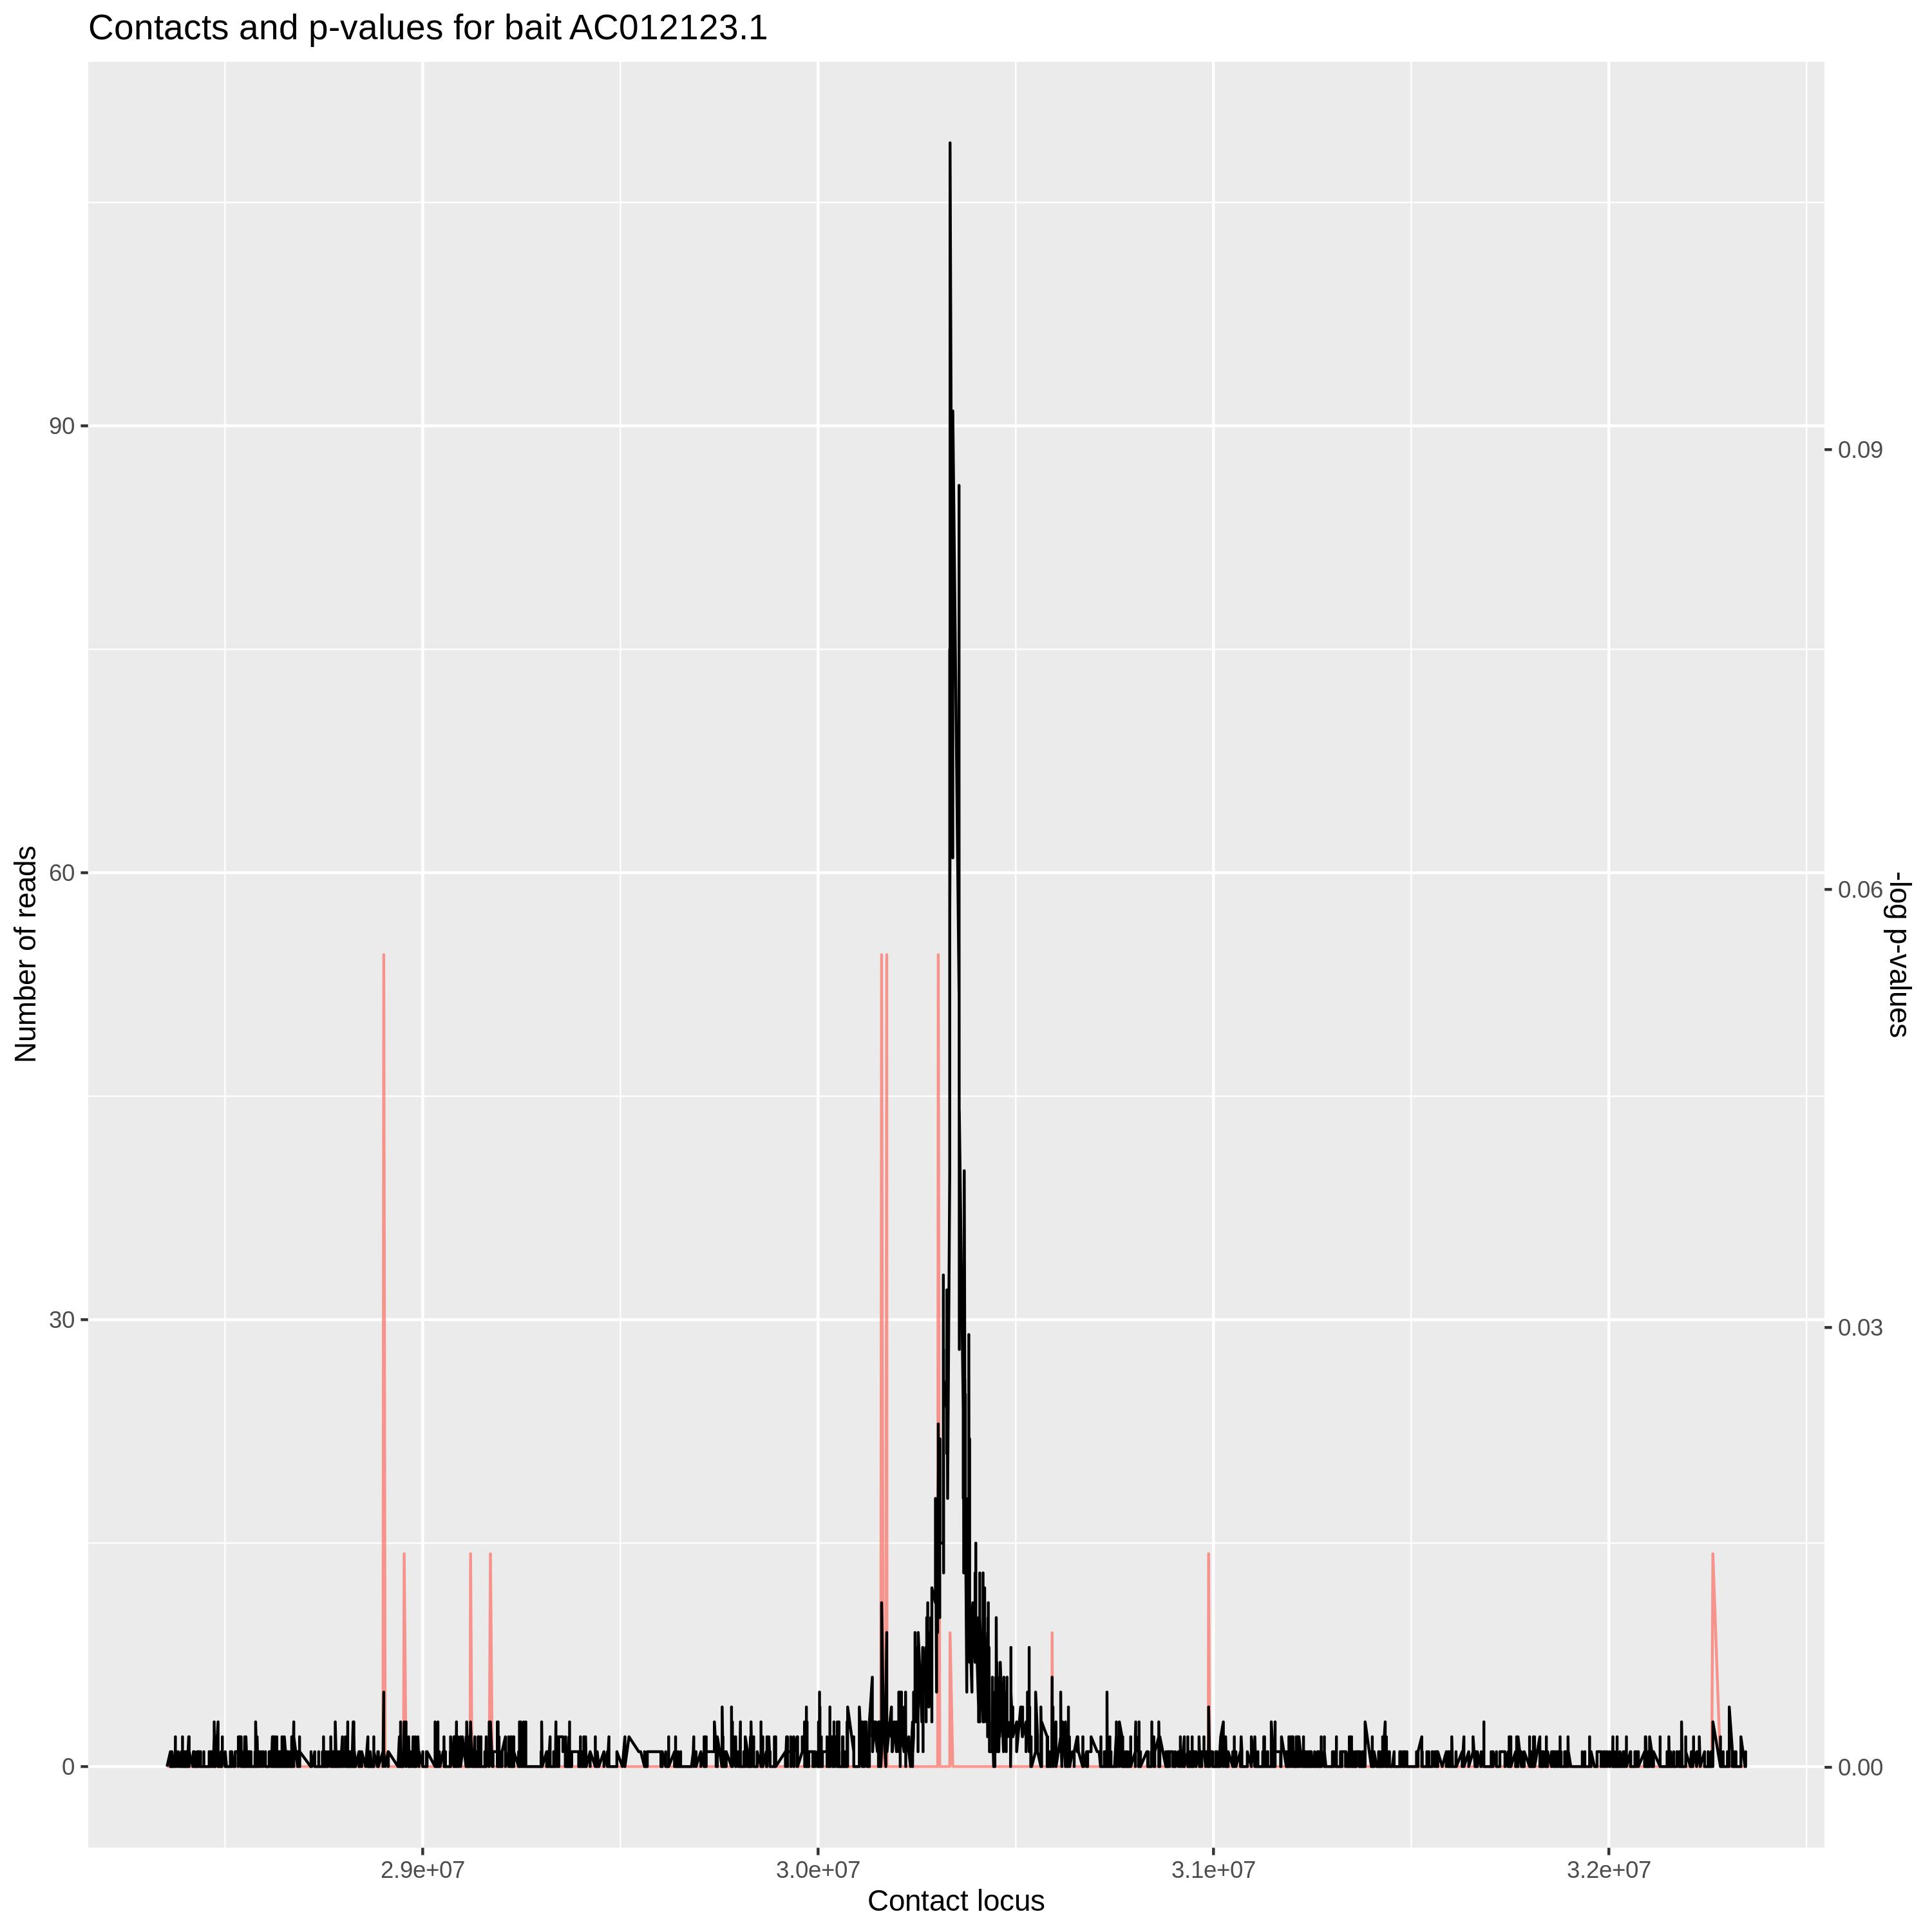 Contacts and p-values for bait AC012123.1
90
60
30
0
Number of reads
0.09
0.06
0.03
0.00
-log p-values
2.9e+07
3.0e+07
3.1e+07
3.2e+07
Contact locus